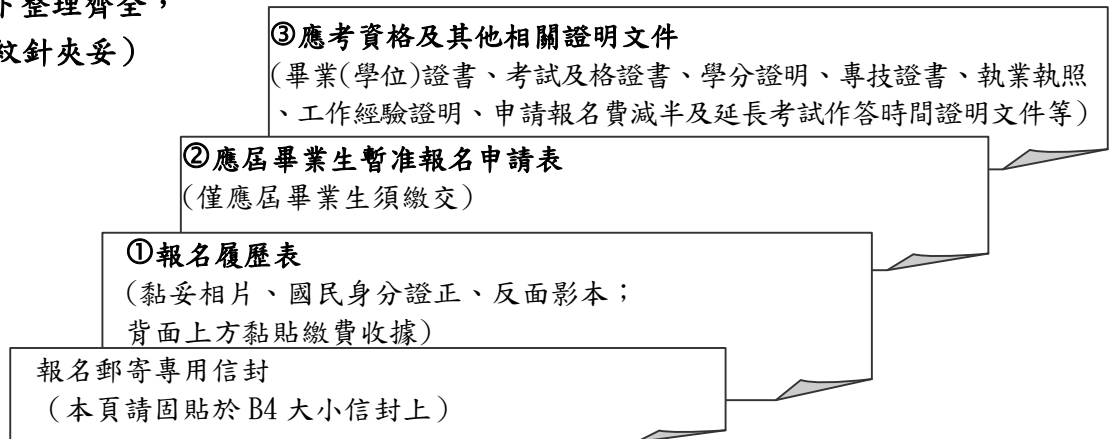 下整理齊全，
紋針夾妥）
③應考資格及其他相關證明文件
(畢業(學位)證書、考試及格證書、學分證明、專技證書、執業執照
、工作經驗證明、申請報名費減半及延長考試作答時間證明文件等)
②應屆畢業生暫准報名申請表
(僅應屆畢業生須繳交)
①報名履歷表
(黏妥相片、國民身分證正、反面影本；
背面上方黏貼繳費收據)
報名郵寄專用信封
（本頁請固貼於 B4 大小信封上）